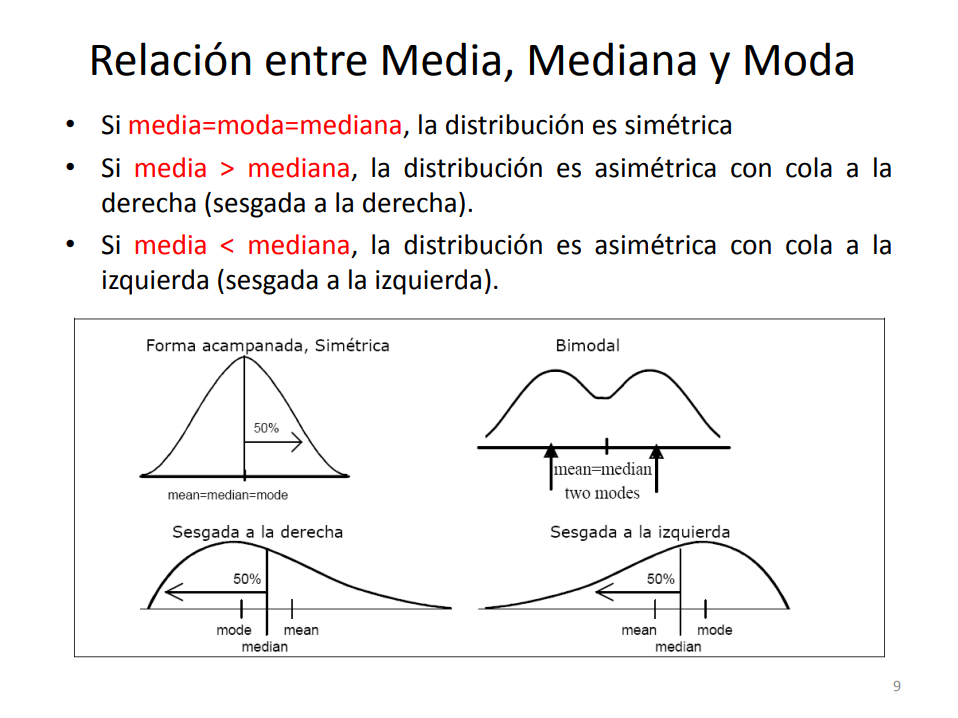 Relación entre Media, Mediana y Moda
• Si media=moda=mediana, la distribución es simétrica
• Si media > mediana, la distribución es asimétrica con cola a la
derecha (sesgada a la derecha).
• Si media < mediana, la distribución es asimétrica con cola a la
izquierda (sesgada a la izquierda).
Forma acampanada, Simétrica
50%
mean=median=mode
Bimodal
mean=median
two modes
Sesgada a la derecha
50%
mode mean
median
Sesgada a la izquierda
50%
mean mode
median
9